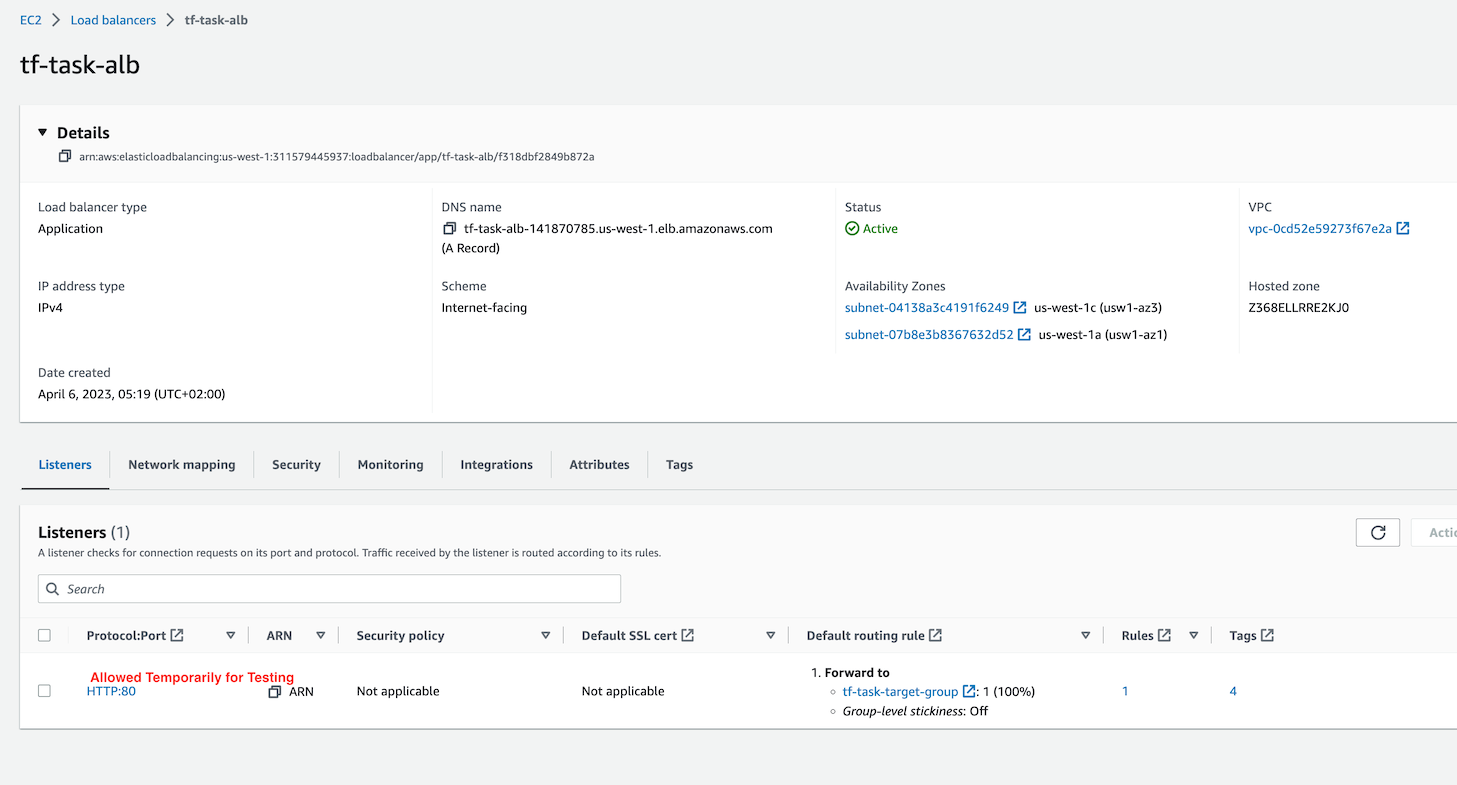 EC2 > Load balancers > tf-task-alb
tf-task-alb
Details
arn:aws:elasticloadbalancing:us-west-1:311579445937:loadbalancer/app/tf-task-alb/f318dbf2849b872a
Load balancer type
Application
DNS name
tf-task-alb-141870785.us-west-1.elb.amazonaws.com
(A Record)
Status
Active
VPC
vpc-0cd52e59273f67e2a
IP address type
IPv4
Scheme
Internet-facing
Availability Zones
subnet-04138a3c4191f6249 us-west-1c (usw1-az3)
subnet-07b8e3b8367632d52 us-west-1a (usw1-az1)
Hosted zone
Z368ELLRRE2KJ0
Date created
April 6, 2023, 05:19 (UTC+02:00)
Listeners Network mapping Security Monitoring Integrations Attributes Tags
Listeners (1)
A listener checks for connection requests on its port and protocol. Traffic received by the listener is routed according to its rules.
Actic
Search
Protocol:Port ARN Security policy Default SSL cert Default routing rule Rules Tags
Allowed Temporarily for Testing
HTTP:80 ARN Not applicable Not applicable
1. Forward to
tf-task-target-group : 1 (100%)
Group-level stickiness: Off
1 4